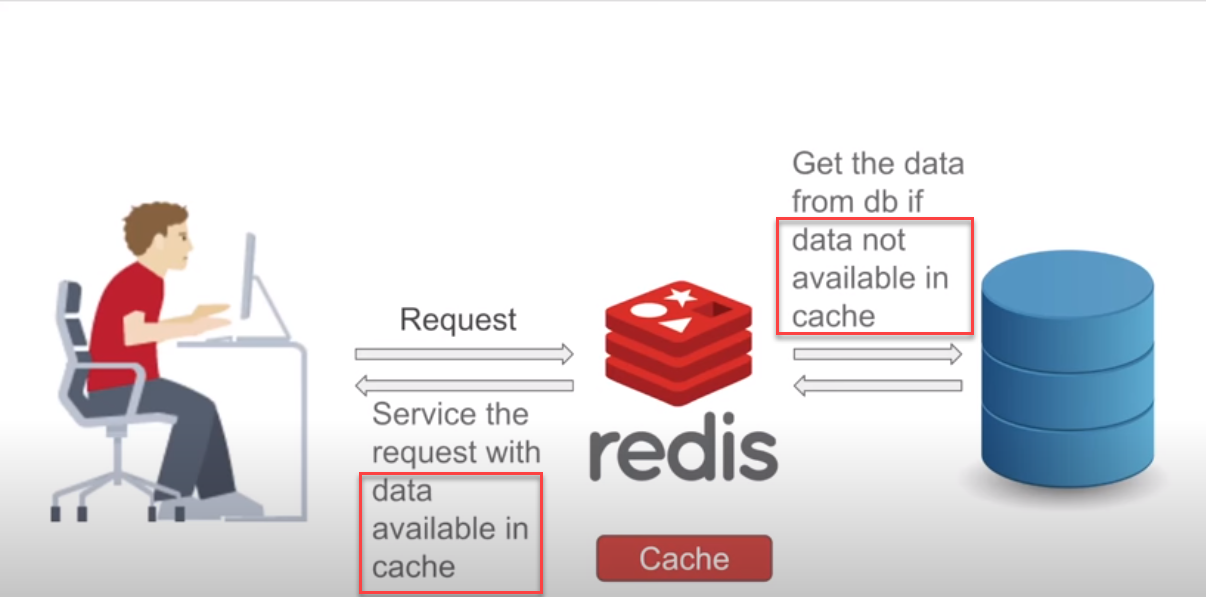 Get the data
from db if
data not
available in
cache
Request
Service the
request with
data
available in
cache
redis
Cache